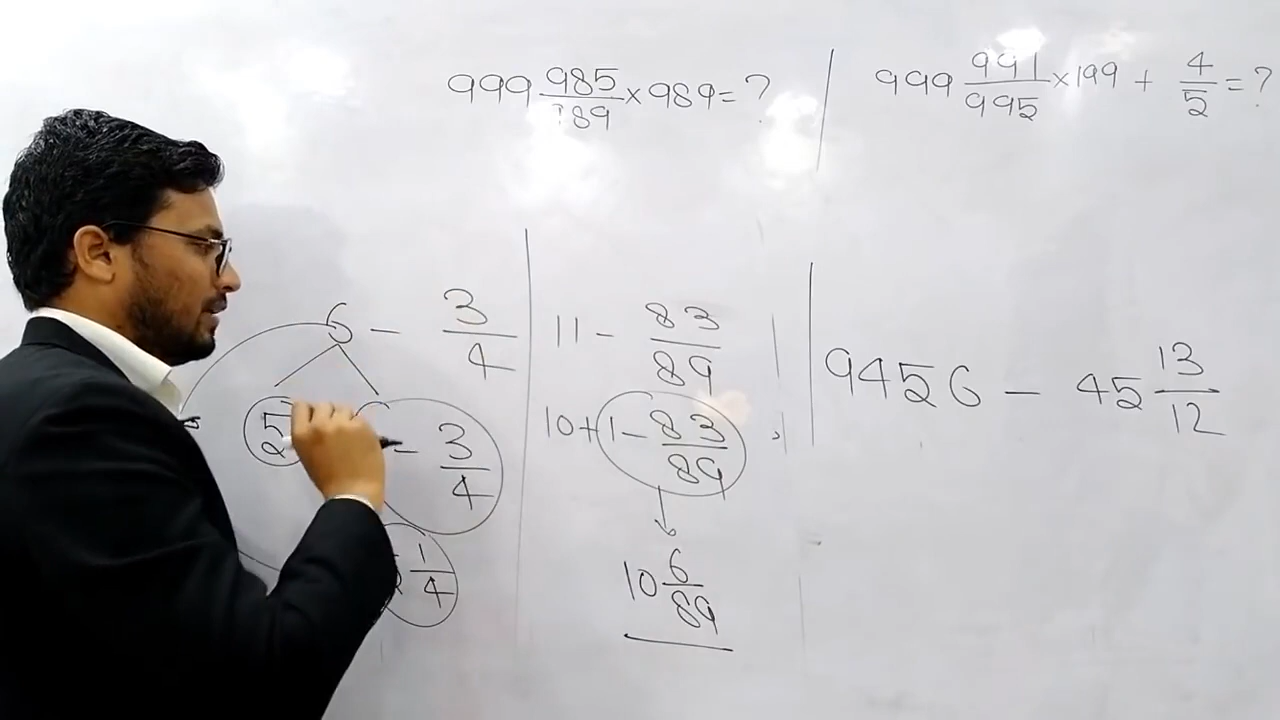 999 985/989 × 989 = ?
999 991/995 × 199 + 4/5 = ?
6 - 3/4
5 - 3/4
1/4
11 - 83/89
10 + 1 - 83/89
10 6/89
9456 - 45 13/12